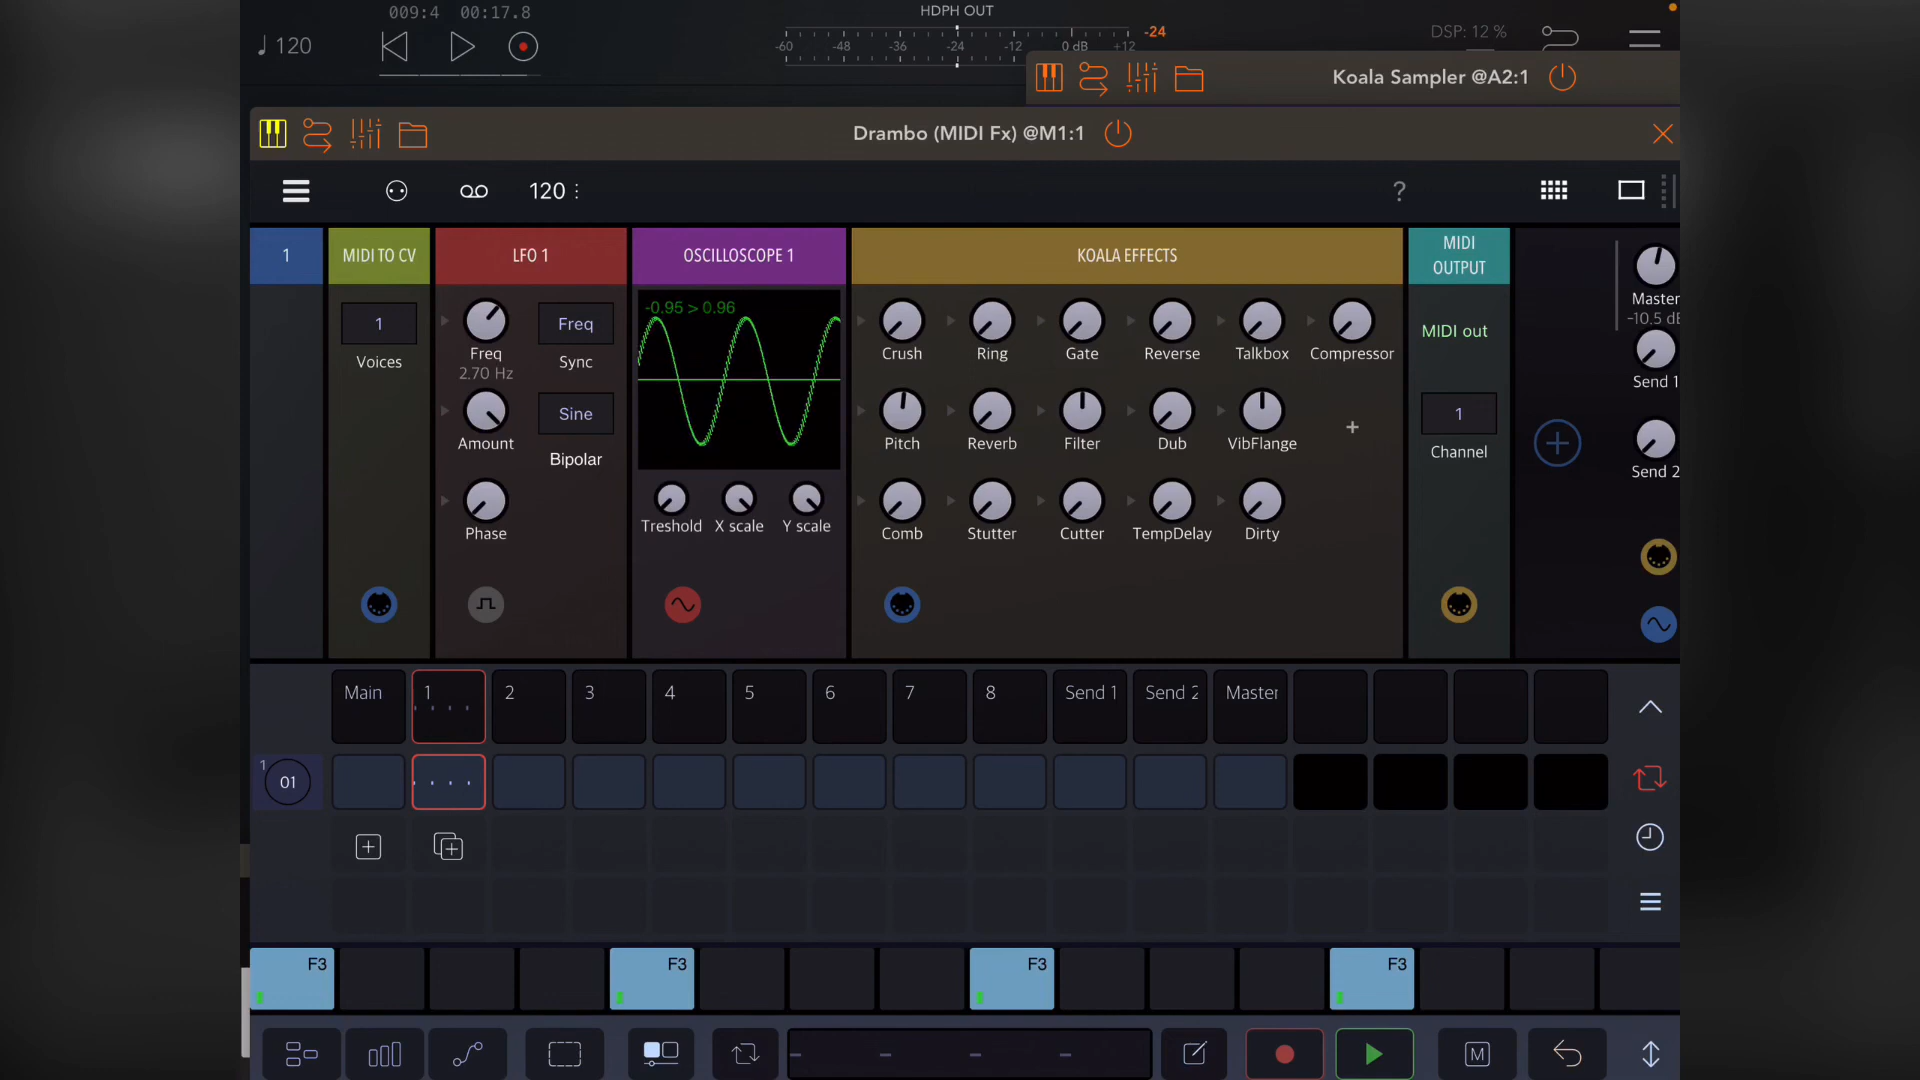 009:4 00:17.8
HDPH OUT
120
-60 -48 -36 -24 -12 0 dB +12
-24
DSP: 12 %
Koala Sampler @A2:1
Drambo (MIDI Fx) @M1:1
120
?
1
MIDI TO CV
LFO 1
OSCILLOSCOPE 1
KOALA EFFECTS
MIDI
OUTPUT
1
Voices
Freq
2.70 Hz
Freq
Sync
Amount
Sine
Bipolar
Phase
-0.95 > 0.96
Treshold X scale Y scale
Crush Ring Gate Reverse Talkbox Compressor
Pitch Reverb Filter Dub VibFlange
Comb Stutter Cutter TempDelay Dirty
MIDI out
1
Channel
Master
-10.5 dB
Send 1
Send 2
Main 1 2 3 4 5 6 7 8 Send 1 Send 2 Master
1
01
F3 F3 F3 F3
M